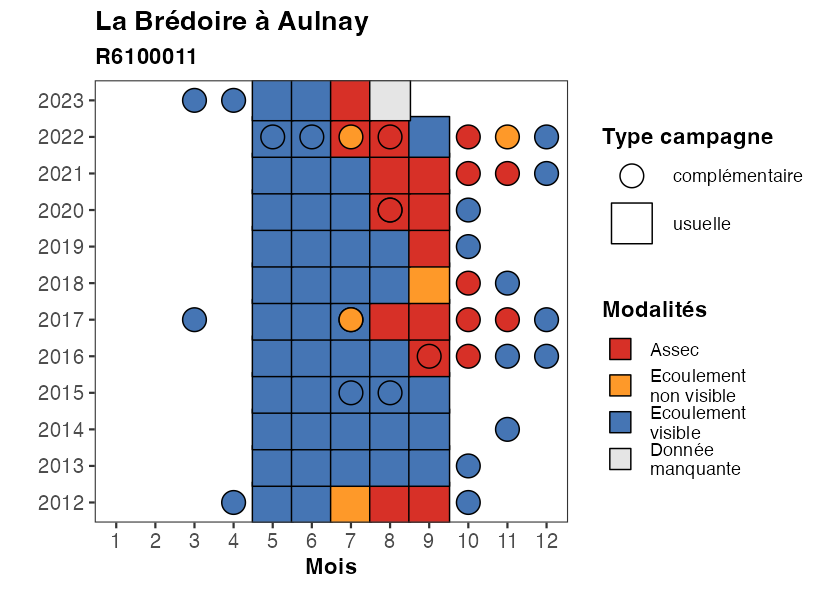 La Brédoire à Aulnay
R6100011
2023
2022
2021
2020
2019
2018
2017
2016
2015
2014
2013
2012
1 2 3 4 5 6 7 8 9 10 11 12
Mois
Type campagne
complémentaire
usuelle
Modalités
Assec
Ecoulement
non visible
Ecoulement
visible
Donnée
manquante